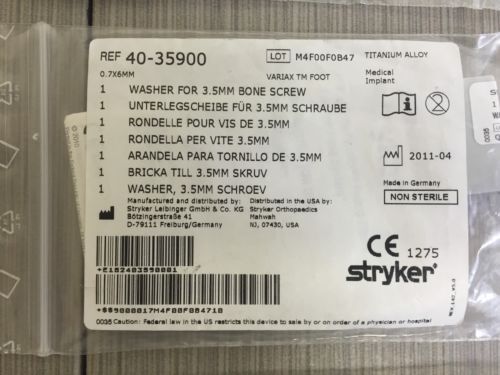 REF 40-35900
LOT M4F00F0B47
TITANIUM ALLOY
0.7X6MM
VARIAX TM FOOT
Medical
Implant
1 WASHER FOR 3.5MM BONE SCREW
1 UNTERLEGSCHEIBE FÜR 3.5MM SCHRAUBE
1 RONDELLE POUR VIS DE 3.5MM
1 RONDELLA PER VITE 3.5MM
1 ARANDELA PARA TORNILLO DE 3.5MM
1 BRICKA TILL 3.5MM SKRUV
1 WASHER, 3.5MM SCHROEV
2011-04
Made in Germany
NON STERILE
Manufactured and distributed by:
Stryker Leibinger GmbH & Co. KG
Bötzingerstraße 41
D-79111 Freiburg/Germany
Distributed in the USA by:
Stryker Orthopaedics
Mahwah
NJ, 07430, USA
CE 1275
stryker
+E182403590001
+$$9000017M4F00F0B4710
0035 Caution: Federal law in the US restricts this device to sale by or on order of a physician or hospital
©2010
0035